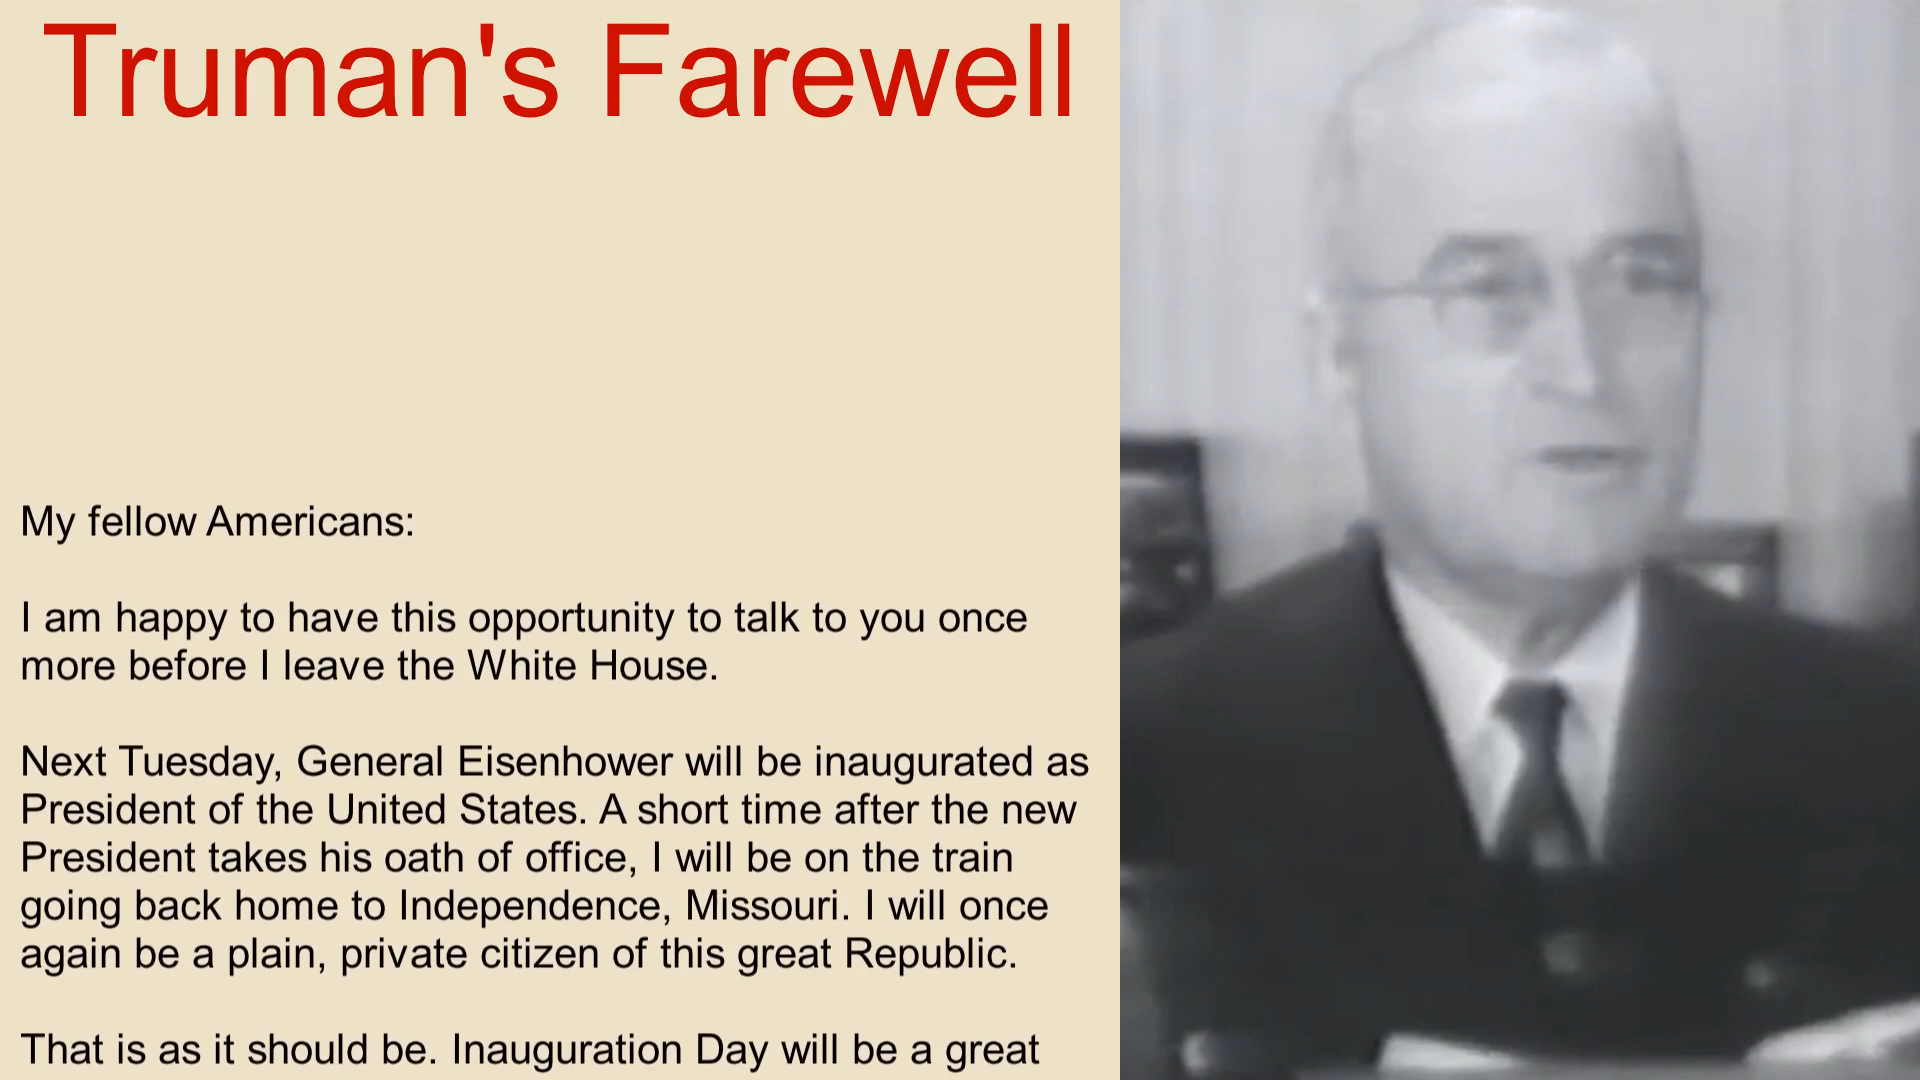 Truman's Farewell
My fellow Americans:
I am happy to have this opportunity to talk to you once
more before I leave the White House.
Next Tuesday, General Eisenhower will be inaugurated as
President of the United States. A short time after the new
President takes his oath of office, I will be on the train
going back home to Independence, Missouri. I will once
again be a plain, private citizen of this great Republic.
That is as it should be. Inauguration Day will be a great